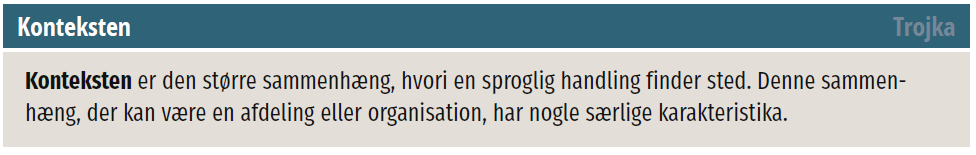 Konteksten Trojka
Konteksten er den større sammenhæng, hvori en sproglig handling finder sted. Denne sammen-
hæng, der kan være en afdeling eller organisation, har nogle særlige karakteristika.